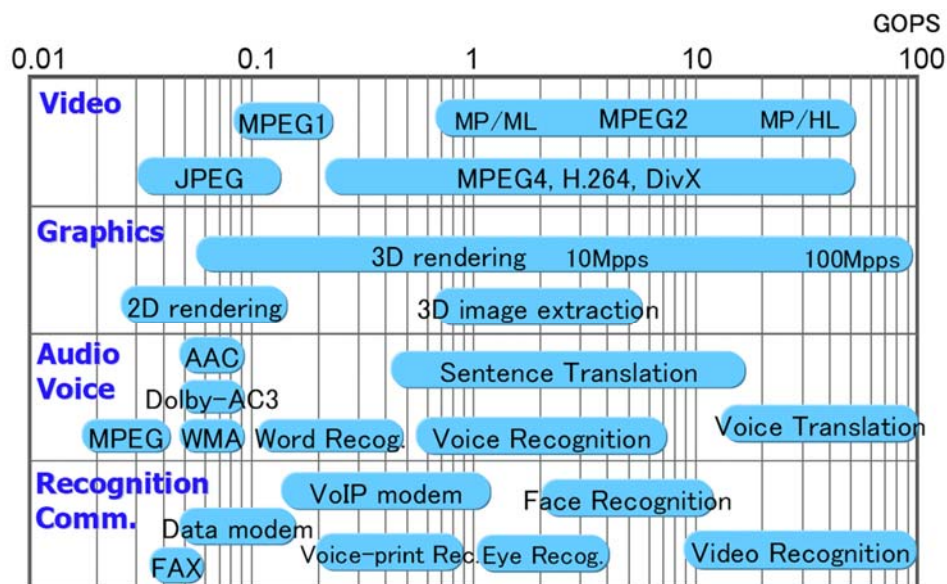 GOPS
0.01 0.1 1 10 100
Video
MPEG1
MP/ML MPEG2 MP/HL
JPEG
MPEG4, H.264, DivX
Graphics
3D rendering 10Mpps 100Mpps
2D rendering
3D image extraction
Audio
Voice
AAC
Sentence Translation
Dolby-AC3
MPEG
WMA
Word Recog.
Voice Recognition
Voice Translation
Recognition
Comm.
VoIP modem
Face Recognition
Data modem
FAX
Voice-print Rec.
Eye Recog.
Video Recognition